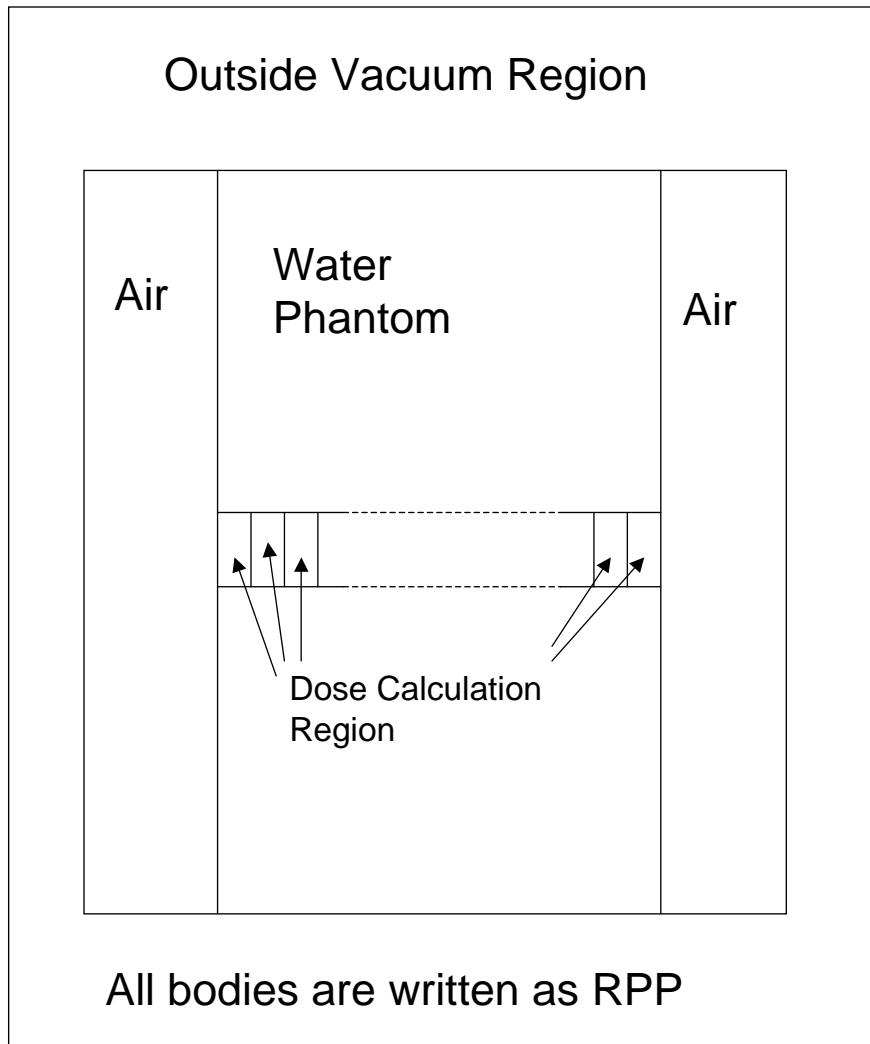 Outside Vacuum Region
Water
Phantom
Air
Air
Dose Calculation
Region
All bodies are written as RPP